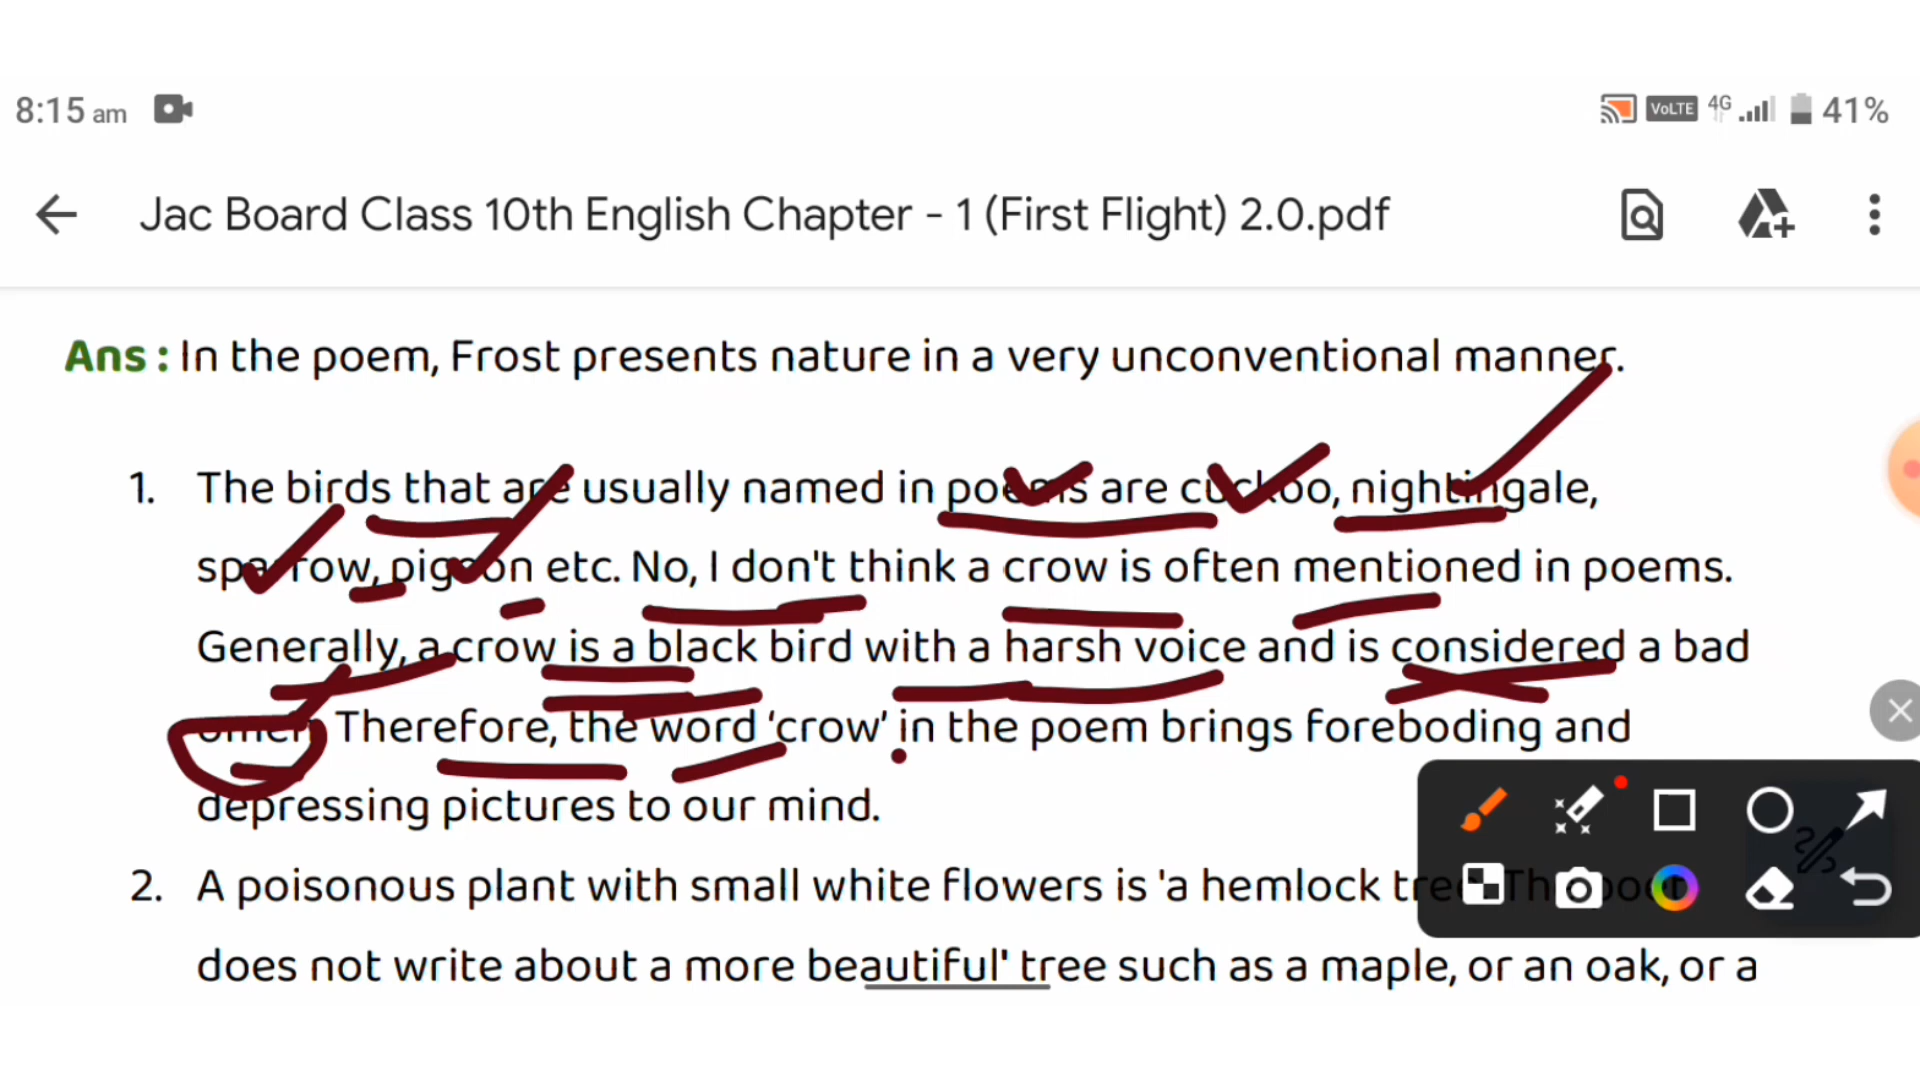 8:15 am VoLTE 4G 41%
Jac Board Class 10th English Chapter - 1 (First Flight) 2.0.pdf
Ans : In the poem, Frost presents nature in a very unconventional manner.
1. The birds that are usually named in poems are cuckoo, nightingale,
sparrow, pigeon etc. No, I don't think a crow is often mentioned in poems.
Generally, a crow is a black bird with a harsh voice and is considered a bad
omen Therefore, the word ‘crow’ in the poem brings foreboding and
depressing pictures to our mind.
2. A poisonous plant with small white flowers is 'a hemlock tree
does not write about a more beautiful' tree such as a maple, or an oak, or a